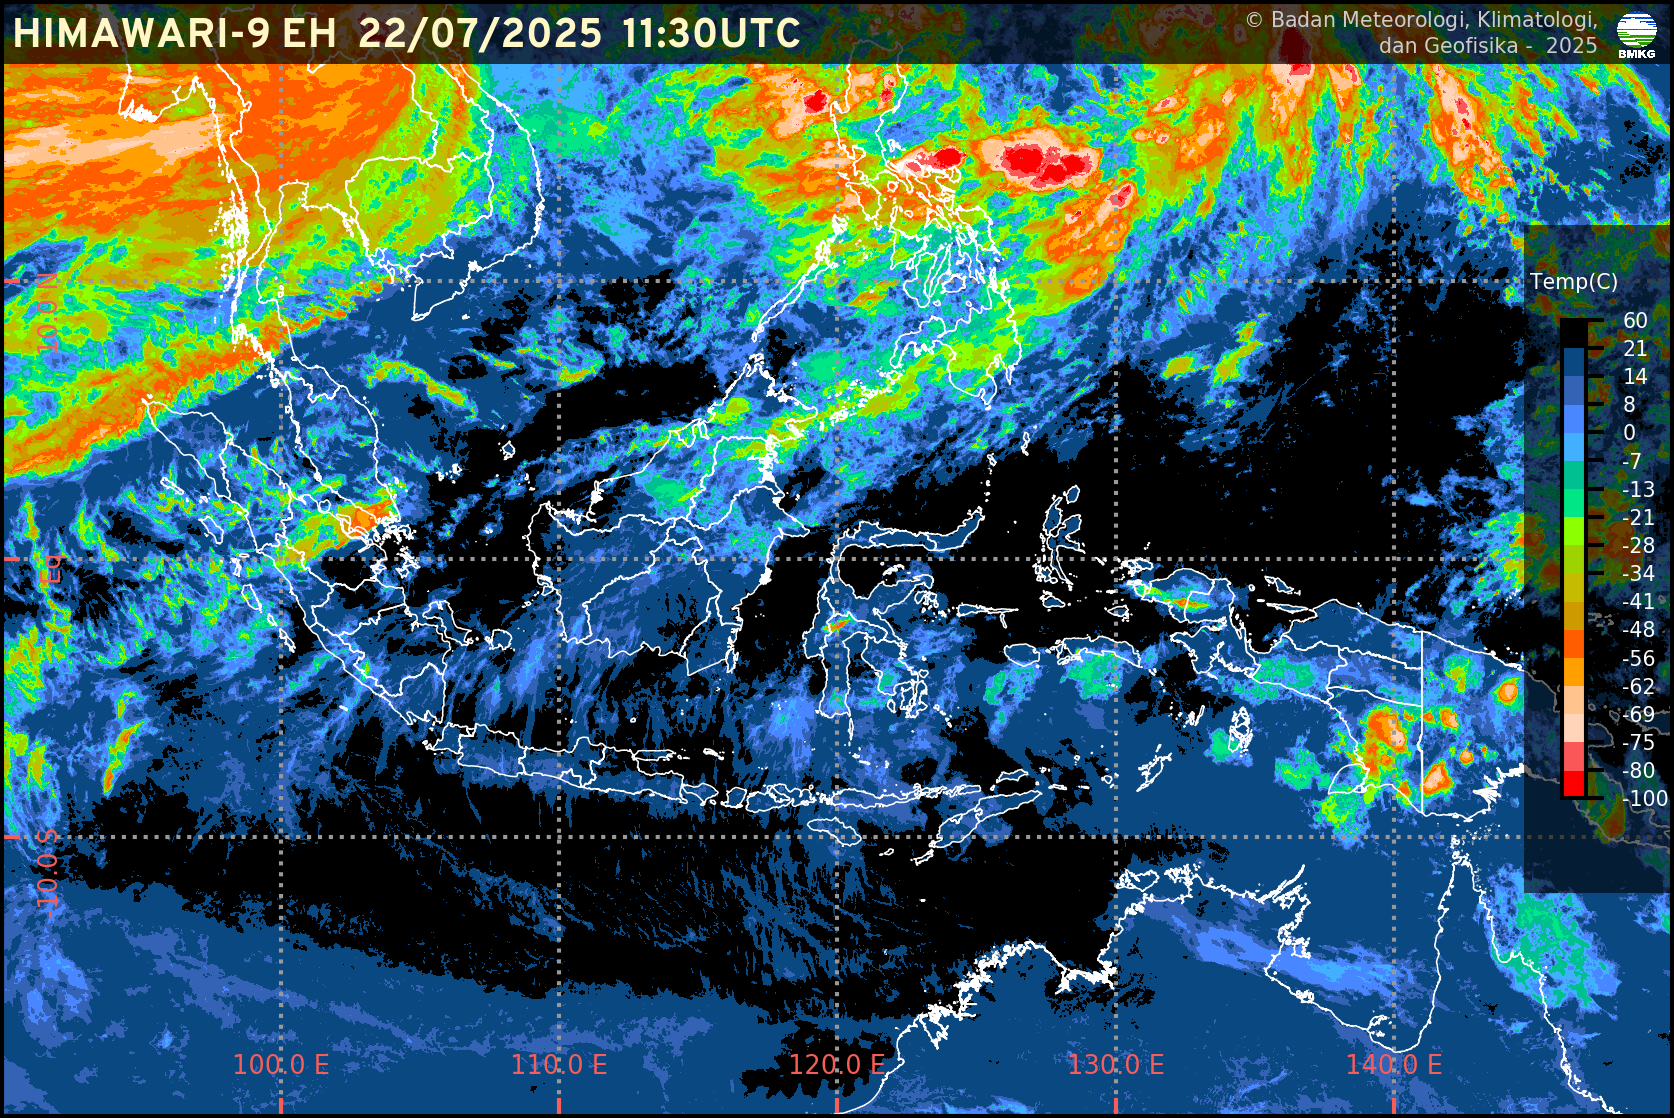 HIMAWARI-9 EH 22/07/2025 11:30UTC
© Badan Meteorologi, Klimatologi,
dan Geofisika - 2025
BMKG
Temp(C)
60
21
14
8
0
-7
-13
-21
-28
-34
-41
-48
-56
-62
-69
-75
-80
-100
10.0 N
EQ
-10.0 S
100.0 E
110.0 E
120.0 E
130.0 E
140.0 E